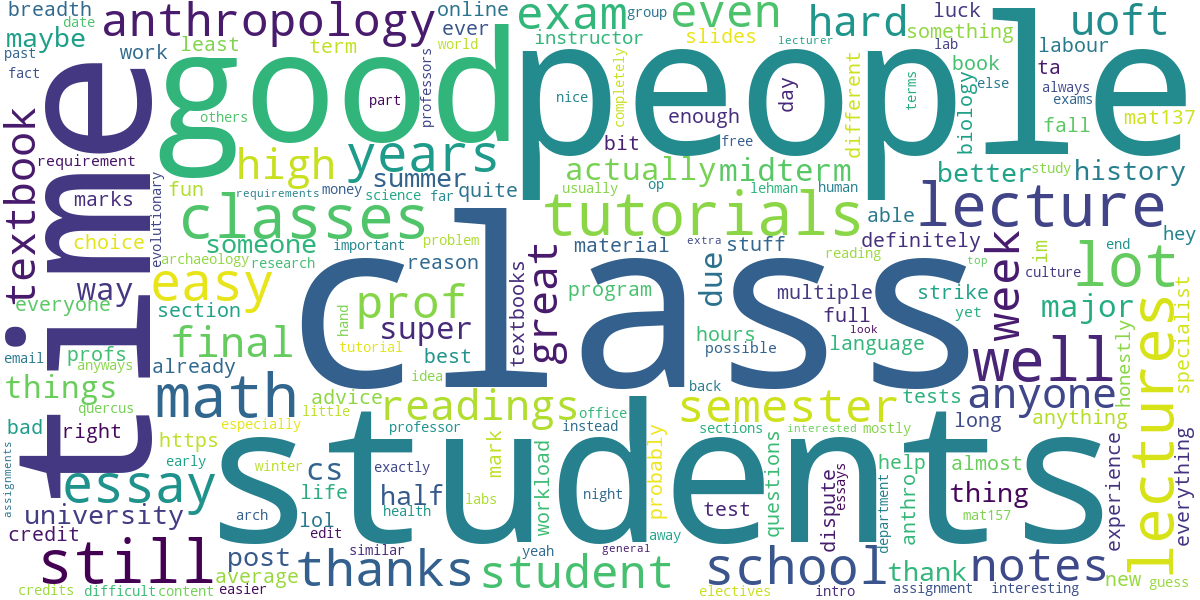 breadth
date
anthropology
online
exam
group
even
hard
luck
uoft
maybe
past
fact
work
least
term
ever
world
instructor
slides
lecturer
something
lab
labour
ta
book
else
always
exams
mat137
time
good
people
part
professors
nice
completely
day
different
terms
biology
fall
textbook
others
requirement
marks
evolutionary
high
years
fun
requirements
money
summer
science
far
quite
bit
enough
free
actually
midterm
usually
op
lehman
human
better
study
history
choice
classes
someone
archaeology
research
important
problem
reason
tutorials
material
extra
stuff
able
lecture
definitely
reading
top
week
end
im
culture
hey
lot
way
everyone
easy
section
prof
super
hand
tutorial
textbooks
great
program
class
due
hours
possible
multiple
full
look
language
strike
yet
major
lectures
honestly
specialist
email
profs
anyways
final
already
best
idea
things
quercus
math
advice
little
readings
back
semester
tests
well
anyone
long
anything
bad
right
https
especially
professor
office
instead
sections
interested
mostly
early
winter
cs
exactly
mark
workload
students
night
probably
questions
help
almost
experience
everything
assignments
essay
life
half
health
labs
test
dispute
essays
department
anthro
thing
mat157
university
arch
lol
edit
yeah
away
general
credit
still
post
similar
average
thanks
student
school
thank
notes
new
guess
credits
difficult
content
easier
electives
intro
assignment
interesting